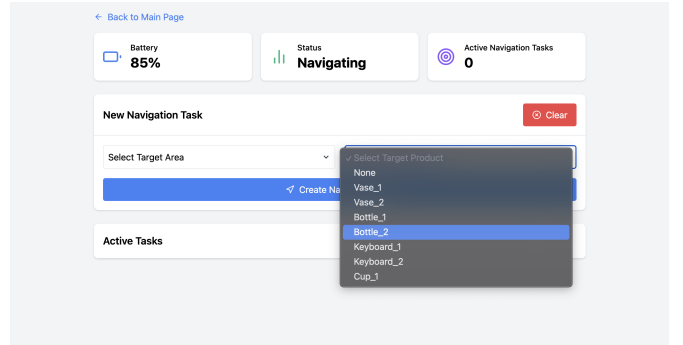 ← Back to Main Page
Battery
85%
Status
Navigating
Active Navigation Tasks
0
New Navigation Task
Clear
Select Target Area
✓ Select Target Product
None
Vase_1
Vase_2
Bottle_1
Bottle_2
Keyboard_1
Keyboard_2
Cup_1
Create Na
Active Tasks